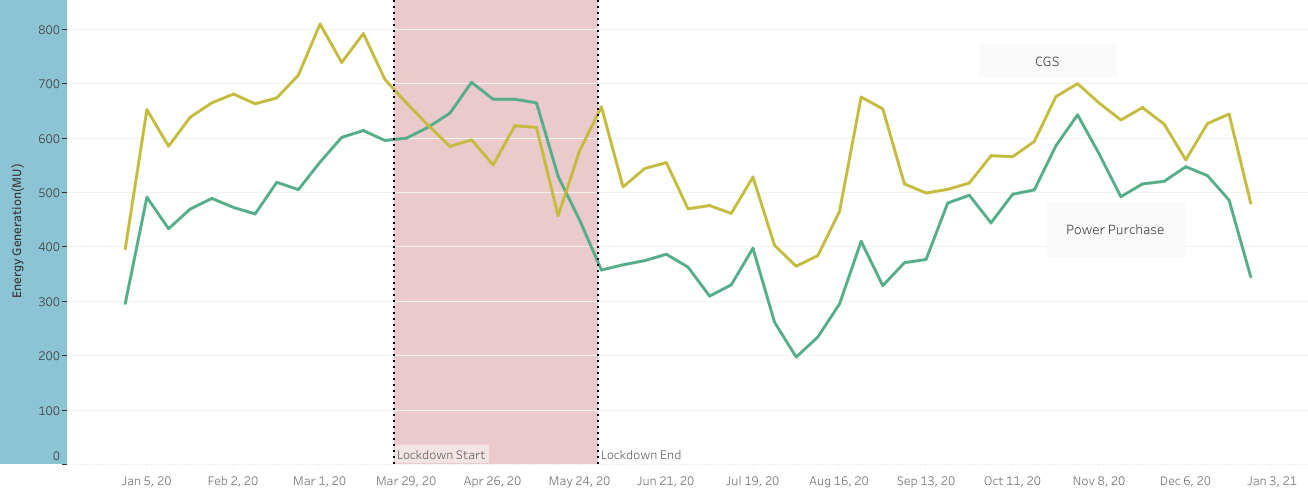 Energy Generation(MU)
800
700
600
500
400
300
200
100
0
CGS
Power Purchase
Lockdown Start
Lockdown End
Jan 5, 20
Feb 2, 20
Mar 1, 20
Mar 29, 20
Apr 26, 20
May 24, 20
Jun 21, 20
Jul 19, 20
Aug 16, 20
Sep 13, 20
Oct 11, 20
Nov 8, 20
Dec 6, 20
Jan 3, 21